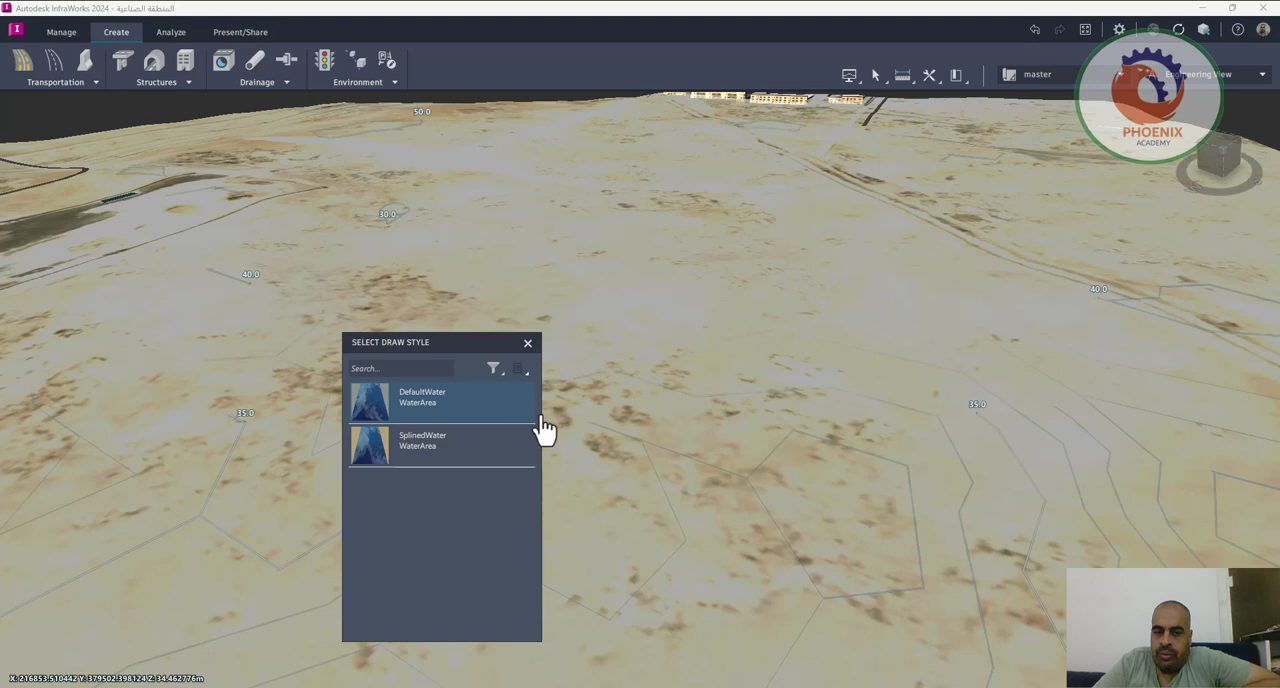 Autodesk InfraWorks 2024 - المنطقة الصناعية
Manage
Create
Analyze
Present/Share
Transportation
Structures
Drainage
Environment
master
Engineering View
PHOENIX
ACADEMY
50.0
30.0
40.0
40.0
35.0
35.0
SELECT DRAW STYLE
Search...
DefaultWater
WaterArea
SplinedWater
WaterArea
X: 216853.510442 Y: 379502.398124 Z: 34.462776m